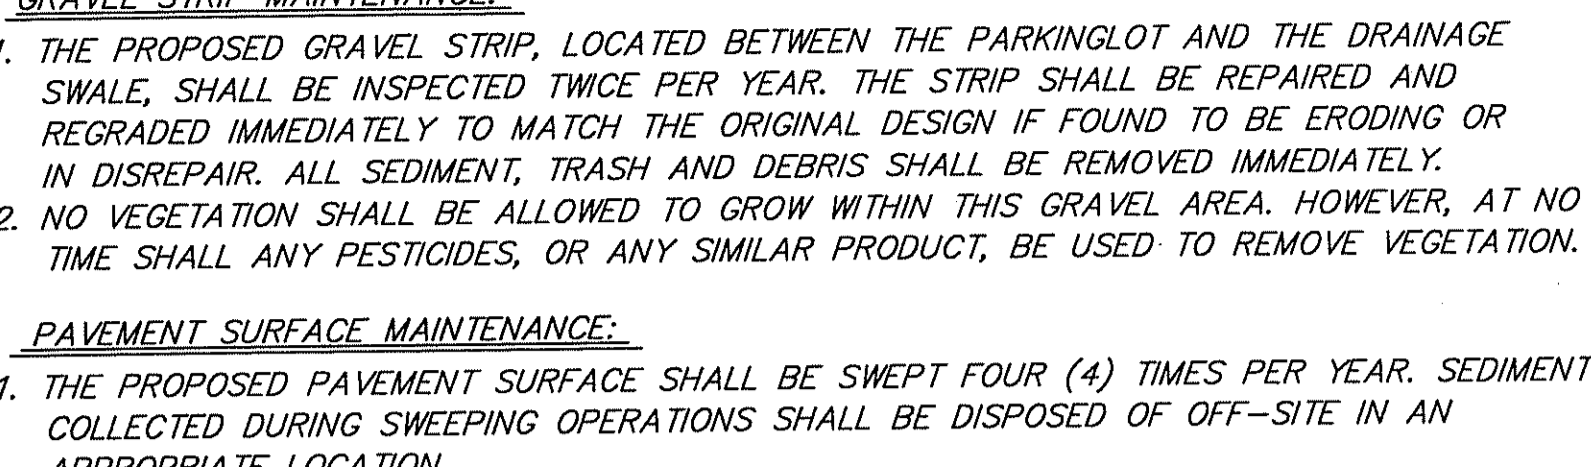 GRAVEL STRIP MAINTENANCE:
1. THE PROPOSED GRAVEL STRIP, LOCATED BETWEEN THE PARKINGLOT AND THE DRAINAGE
SWALE, SHALL BE INSPECTED TWICE PER YEAR. THE STRIP SHALL BE REPAIRED AND
REGRADED IMMEDIATELY TO MATCH THE ORIGINAL DESIGN IF FOUND TO BE ERODING OR
IN DISREPAIR. ALL SEDIMENT, TRASH AND DEBRIS SHALL BE REMOVED IMMEDIATELY.
2. NO VEGETATION SHALL BE ALLOWED TO GROW WITHIN THIS GRAVEL AREA. HOWEVER, AT NO
TIME SHALL ANY PESTICIDES, OR ANY SIMILAR PRODUCT, BE USED TO REMOVE VEGETATION.
PAVEMENT SURFACE MAINTENANCE:
1. THE PROPOSED PAVEMENT SURFACE SHALL BE SWEPT FOUR (4) TIMES PER YEAR. SEDIMENT
COLLECTED DURING SWEEPING OPERATIONS SHALL BE DISPOSED OF OFF-SITE IN AN
APPROPRIATE LOCATION